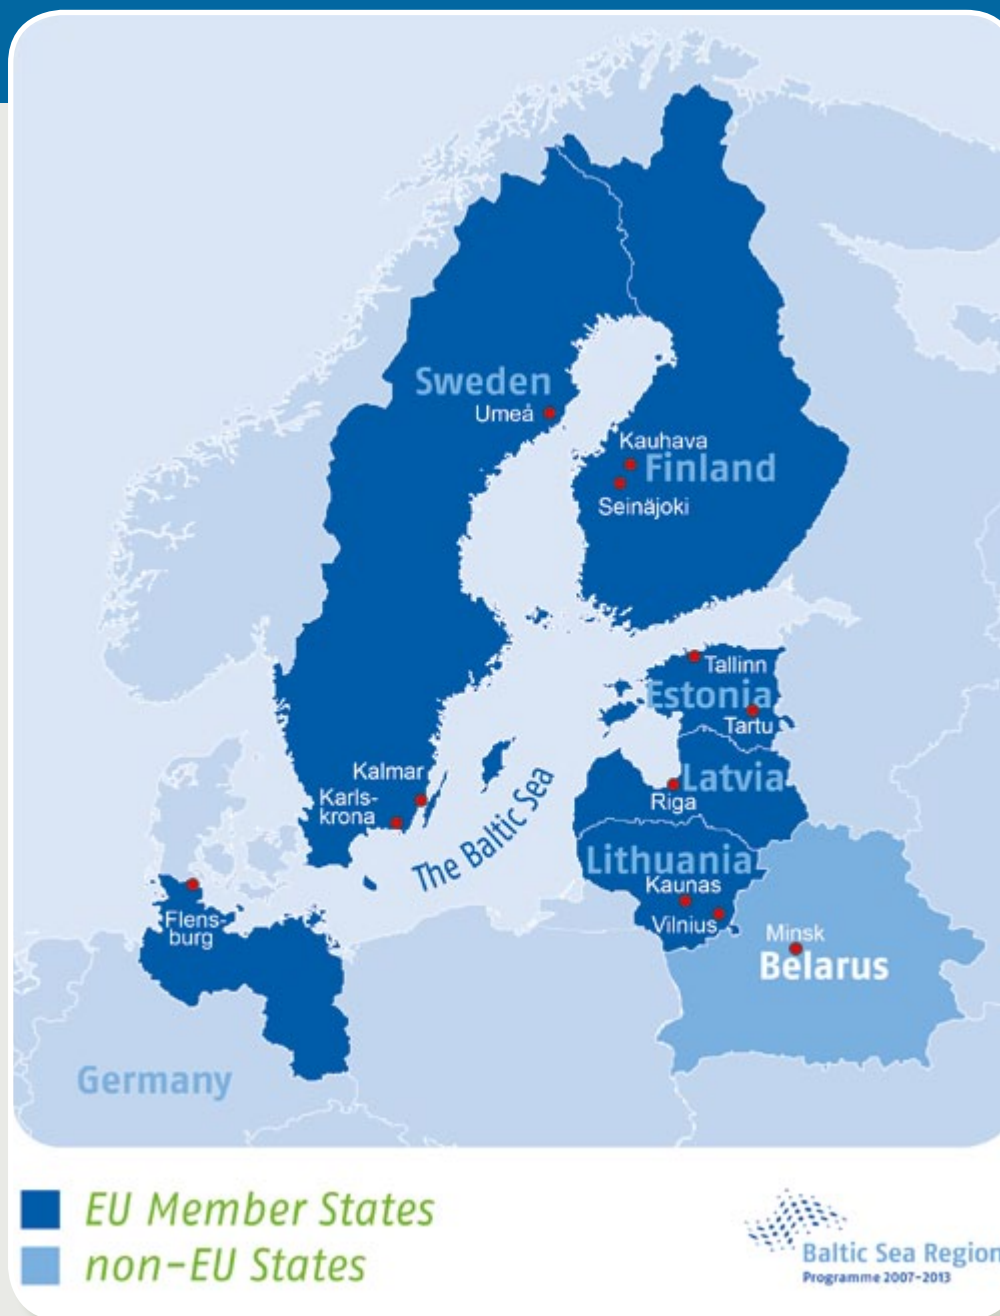 Sweden
Umeå
Kauhava
Finland
Seinäjoki
Tallinn
Estonia
Tartu
Kalmar
Karls-
krona
The Baltic Sea
Latvia
Riga
Lithuania
Kaunas
Vilnius
Flens-
burg
Minsk
Belarus
Germany
EU Member States
non-EU States
Baltic Sea Region
Programme 2007-2013